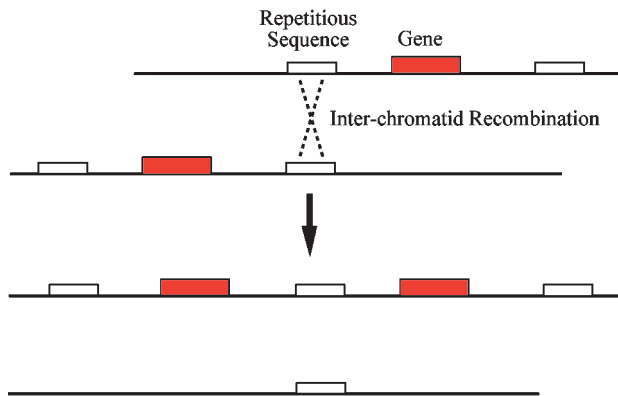 Repetitious
Sequence
Gene
Inter-chromatid Recombination